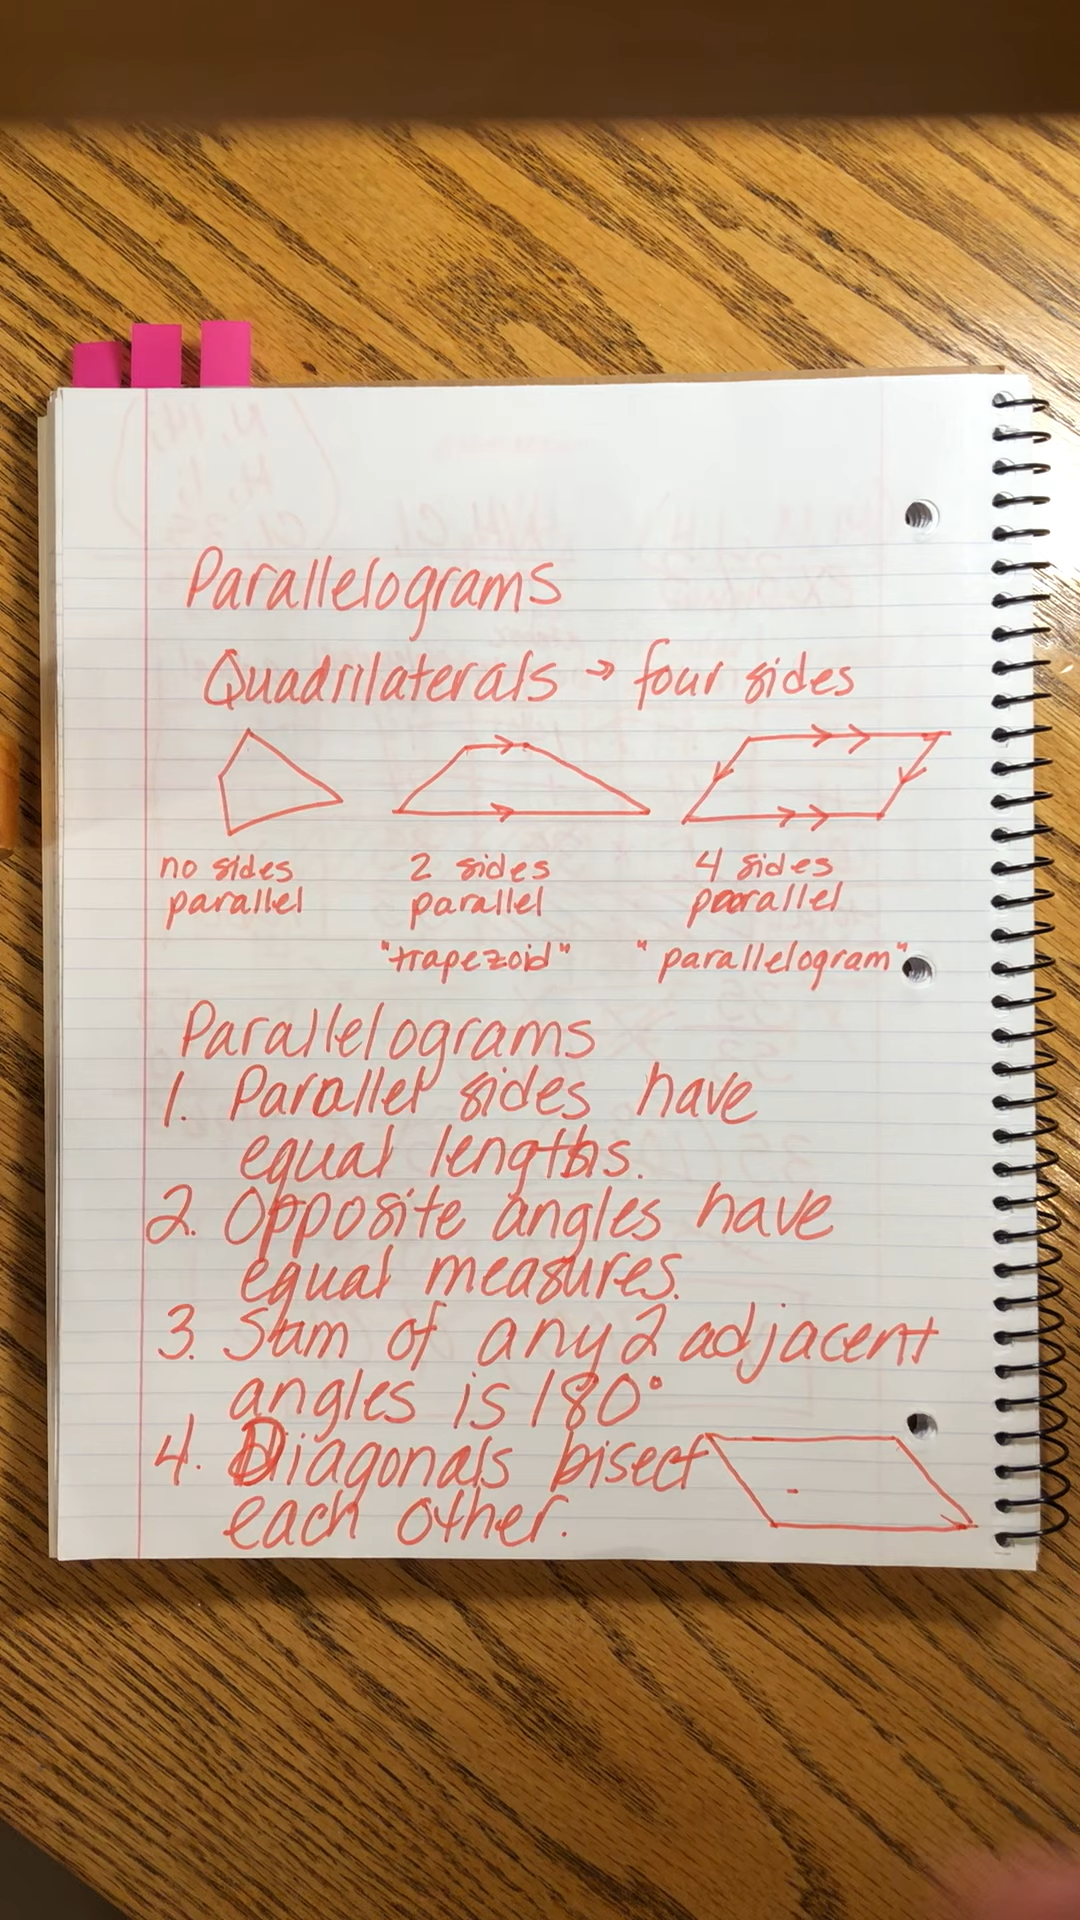 Parallelograms
Quadrilaterals → four sides
no sides
parallel
2 sides
parallel
"trapezoid"
4 sides
parallel
"parallelogram"
Parallelograms
1. Parallel sides have
equal lengths.
2. Opposite angles have
equal measures.
3. Sum of any 2 adjacent
angles is 180°
4. Diagonals bisect
each other.